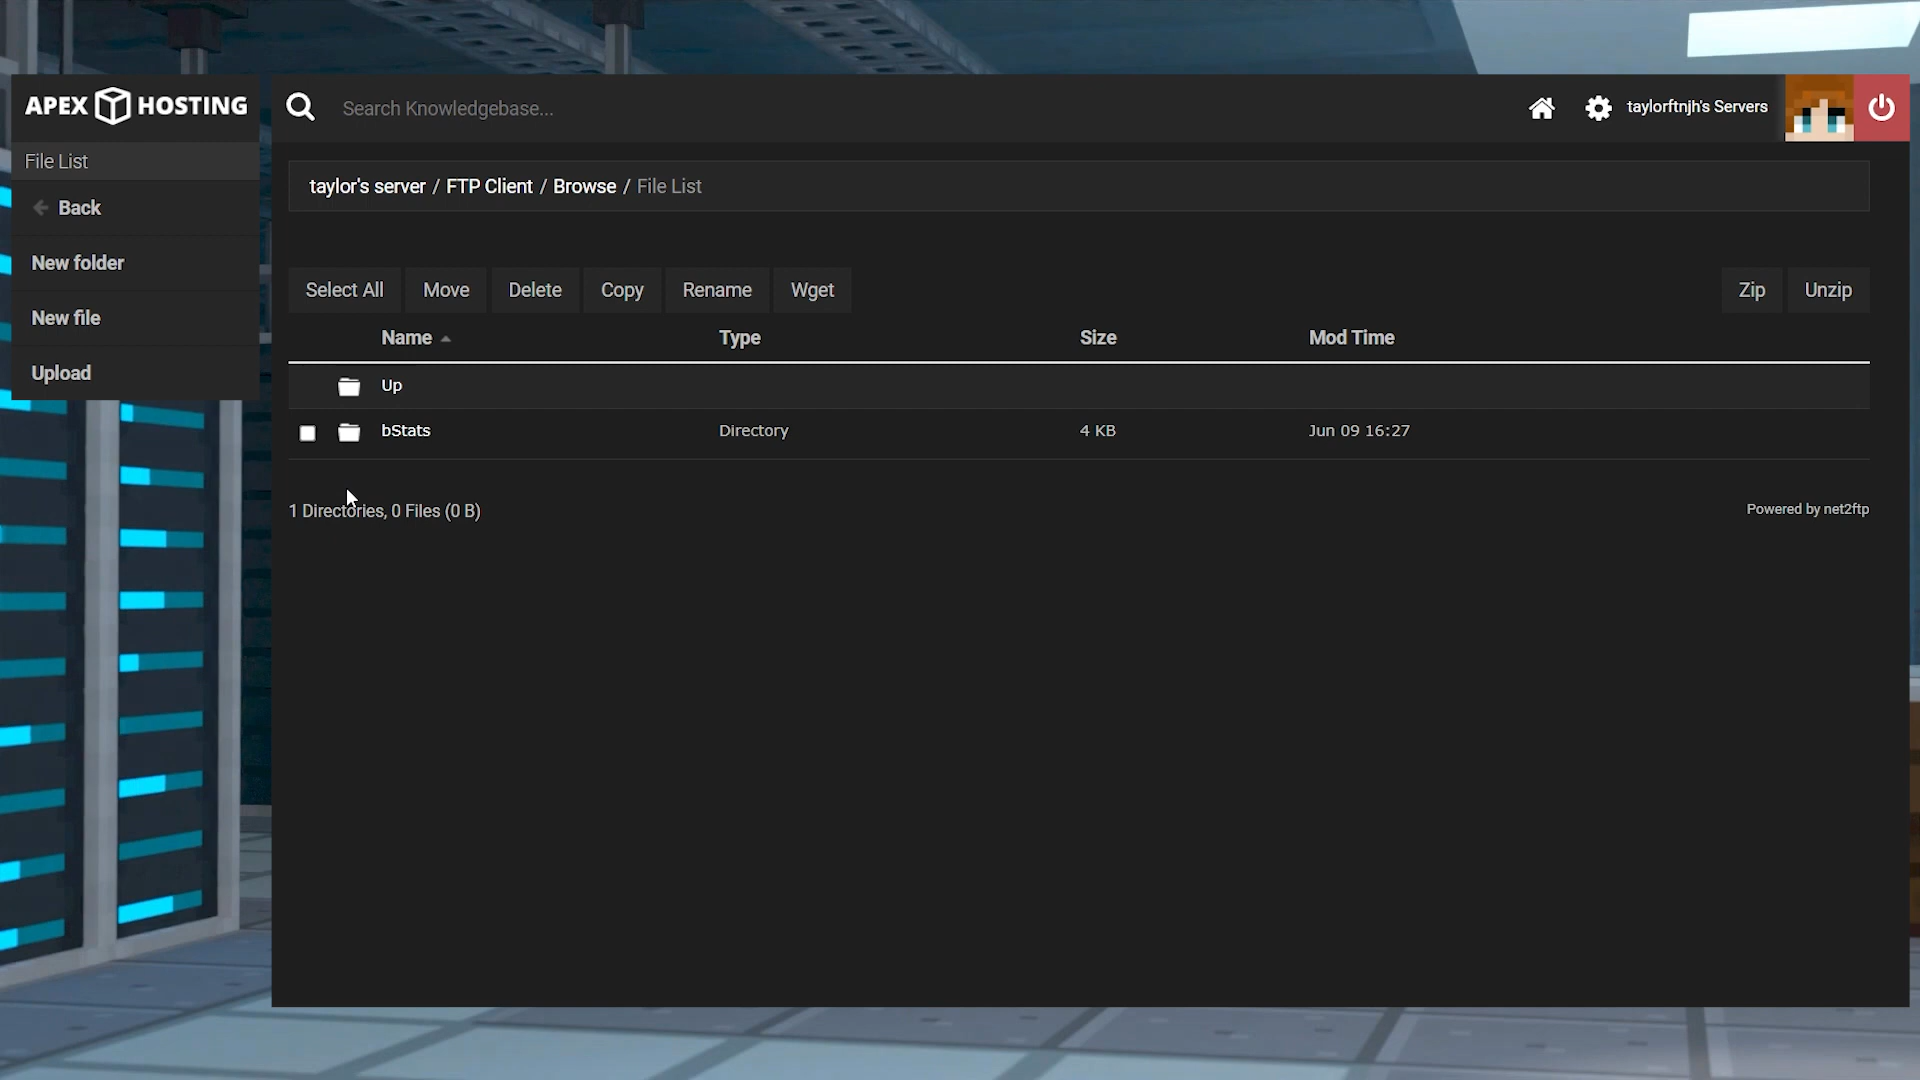 APEX HOSTING
Search Knowledgebase...
taylorftnjh's Servers
File List
Back
New folder
New file
Upload
taylor's server / FTP Client / Browse / File List
Select All Move Delete Copy Rename Wget Zip Unzip
Name Type Size Mod Time
Up
bStats Directory 4 KB Jun 09 16:27
1 Directories, 0 Files (0 B)
Powered by net2ftp